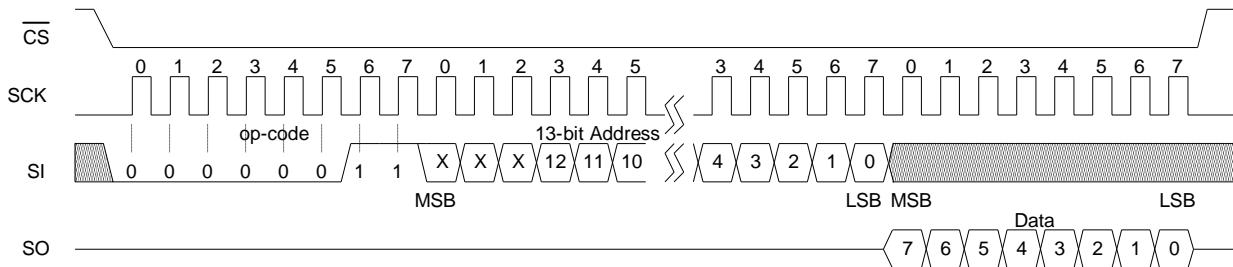 CS
0 1 2 3 4 5 6 7 0 1 2 3 4 5 3 4 5 6 7 0 1 2 3 4 5 6 7
SCK
op-code 13-bit Address
SI 0 0 0 0 0 0 1 1 X X X 12 11 10 4 3 2 1 0
MSB LSB MSB LSB
Data
SO 7 6 5 4 3 2 1 0